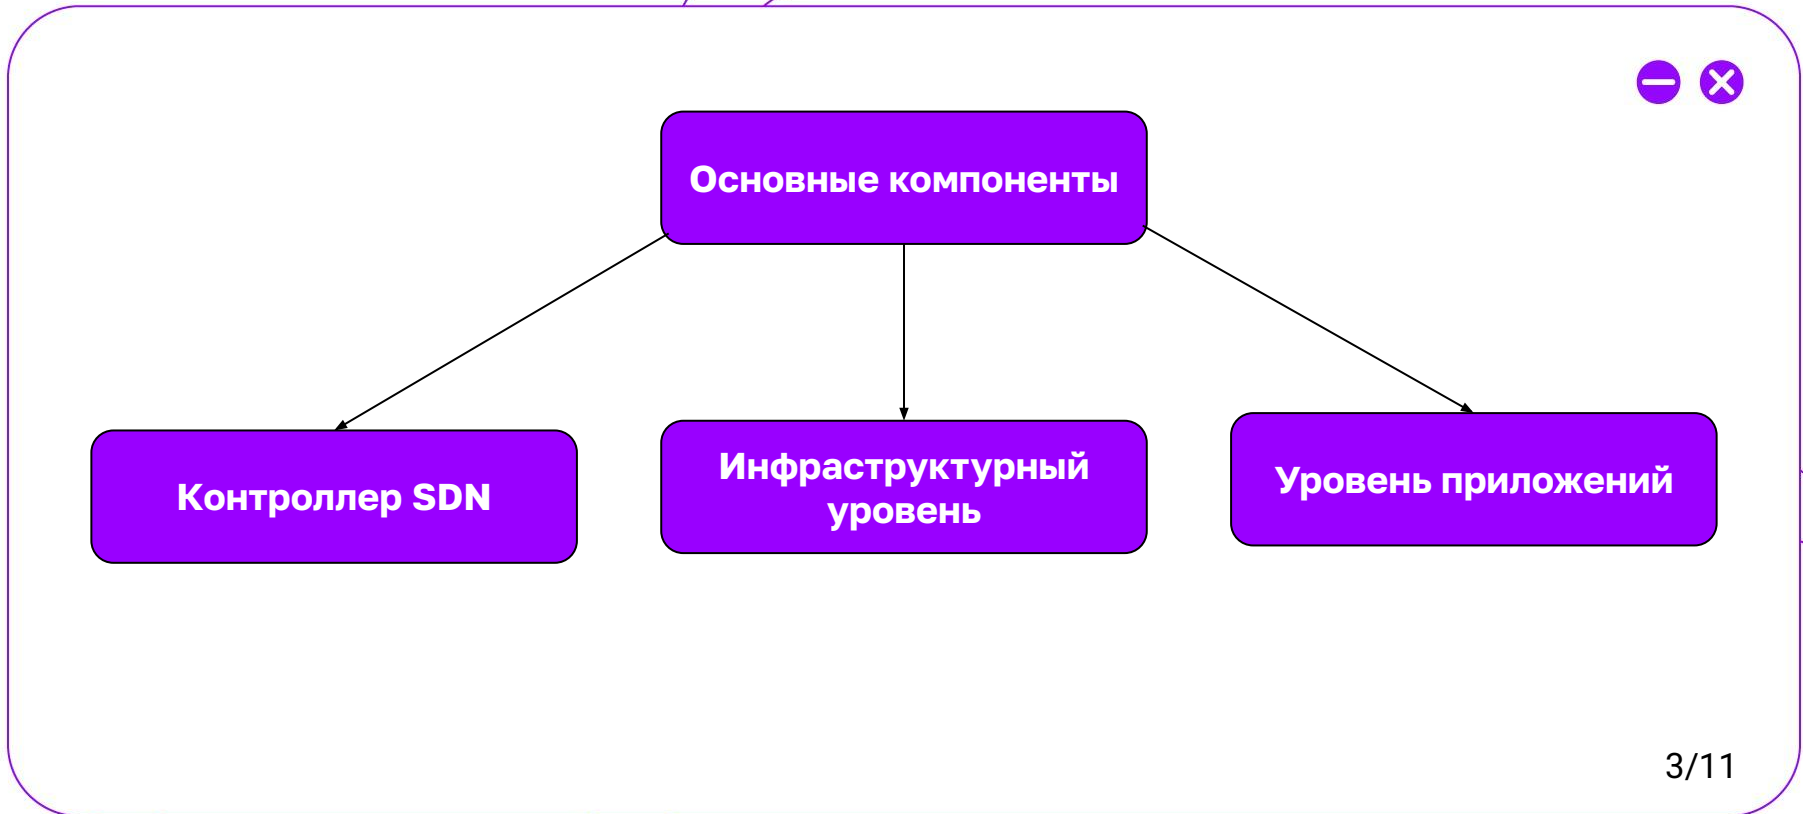 Основные компоненты
Контроллер SDN
Инфраструктурный
уровень
Уровень приложений
3/11